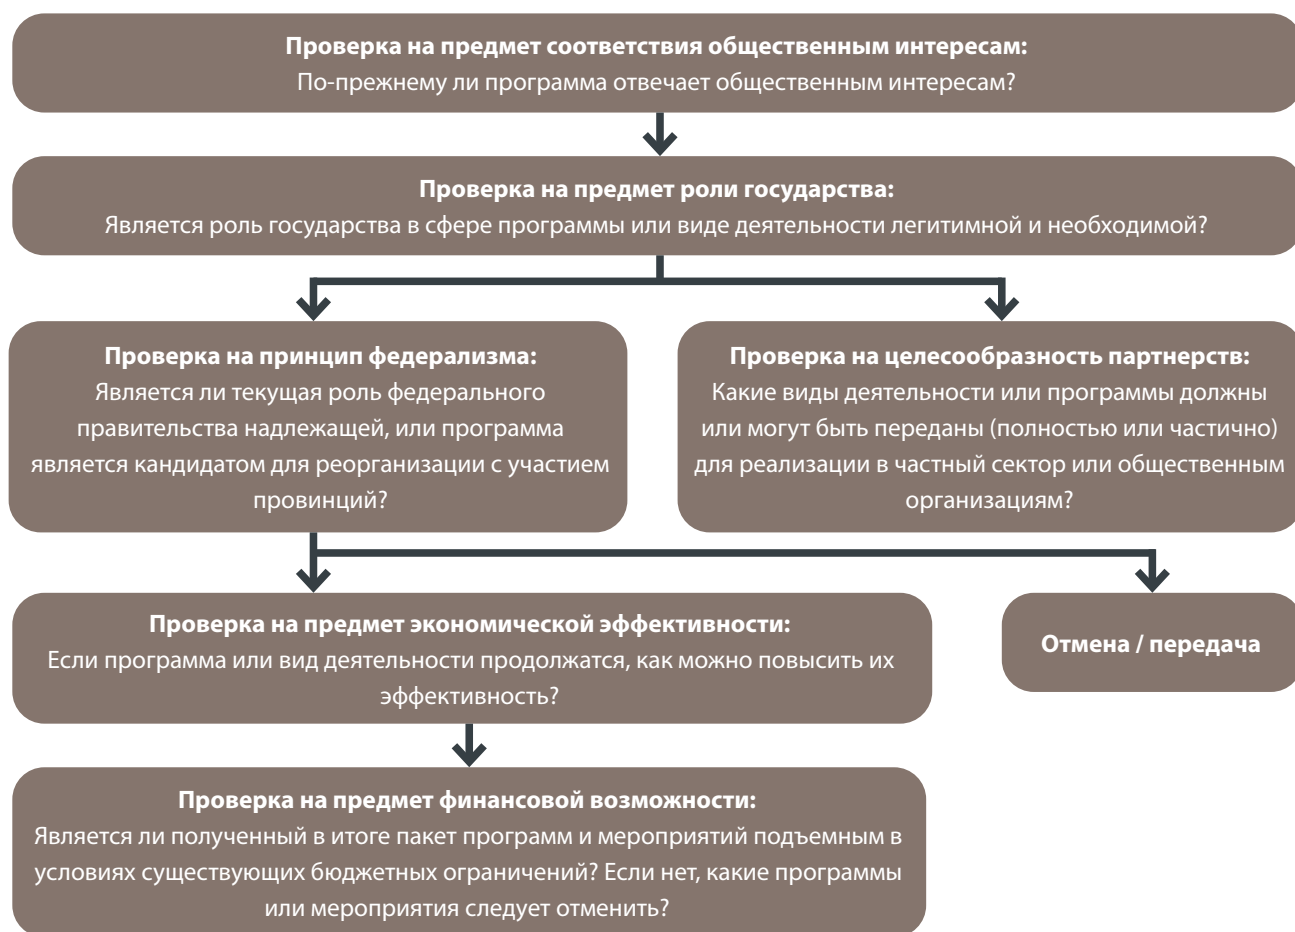 Проверка на предмет соответствия общественным интересам:
По-прежнему ли программа отвечает общественным интересам?
Проверка на предмет роли государства:
Является роль государства в сфере программы или виде деятельности легитимной и необходимой?
Проверка на принцип федерализма:
Является ли текущая роль федерального
правительства надлежащей, или программа
является кандидатом для реорганизации с участием
провинций?
Проверка на целесообразность партнерств:
Какие виды деятельности или программы должны
или могут быть переданы (полностью или частично)
для реализации в частный сектор или общественным
организациям?
Проверка на предмет экономической эффективности:
Если программа или вид деятельности продолжатся, как можно повысить их
эффективность?
Отмена / передача
Проверка на предмет финансовой возможности:
Является ли полученный в итоге пакет программ и мероприятий подъемным в
условиях существующих бюджетных ограничений? Если нет, какие программы
или мероприятия следует отменить?